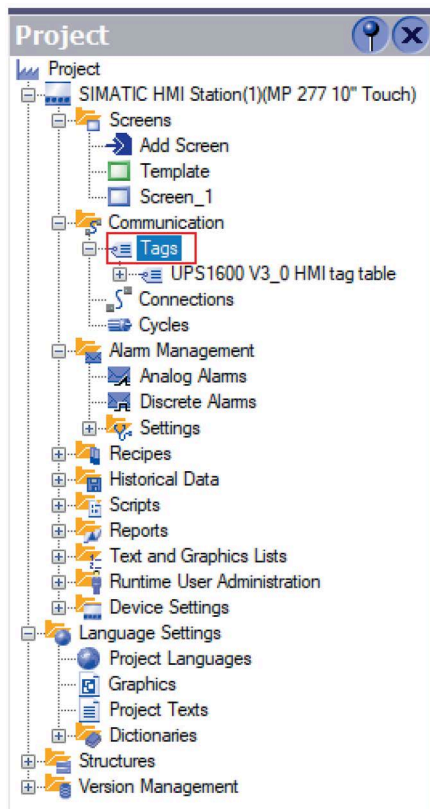 Project
Project
SIMATIC HMI Station(1)(MP 277 10" Touch)
Screens
Add Screen
Template
Screen_1
Communication
Tags
UPS1600 V3_0 HMI tag table
Connections
Cycles
Alarm Management
Analog Alarms
Discrete Alarms
Settings
Recipes
Historical Data
Scripts
Reports
Text and Graphics Lists
Runtime User Administration
Device Settings
Language Settings
Project Languages
Graphics
Project Texts
Dictionaries
Structures
Version Management